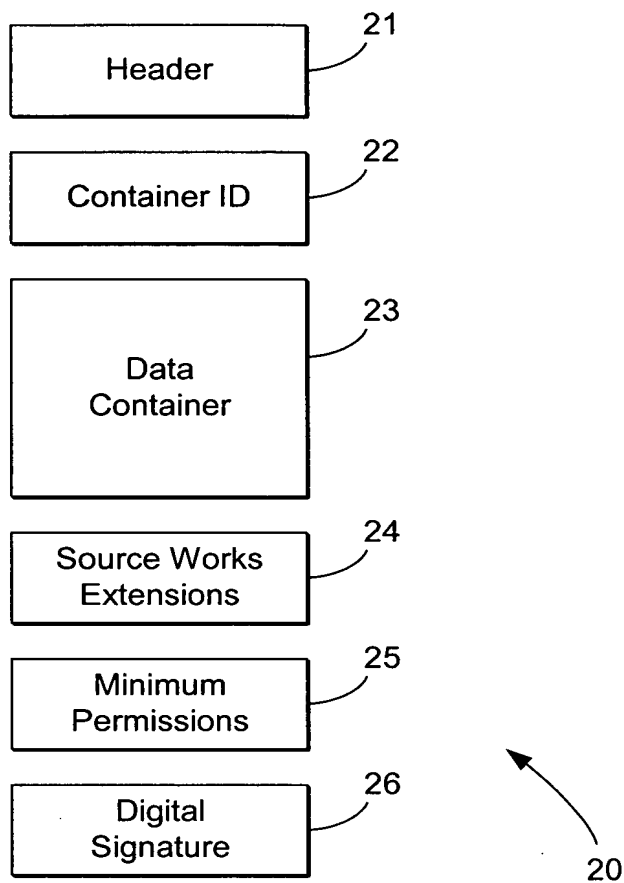 21
Header
22
Container ID
23
Data
Container
24
Source Works
Extensions
25
Minimum
Permissions
26
Digital
Signature
20